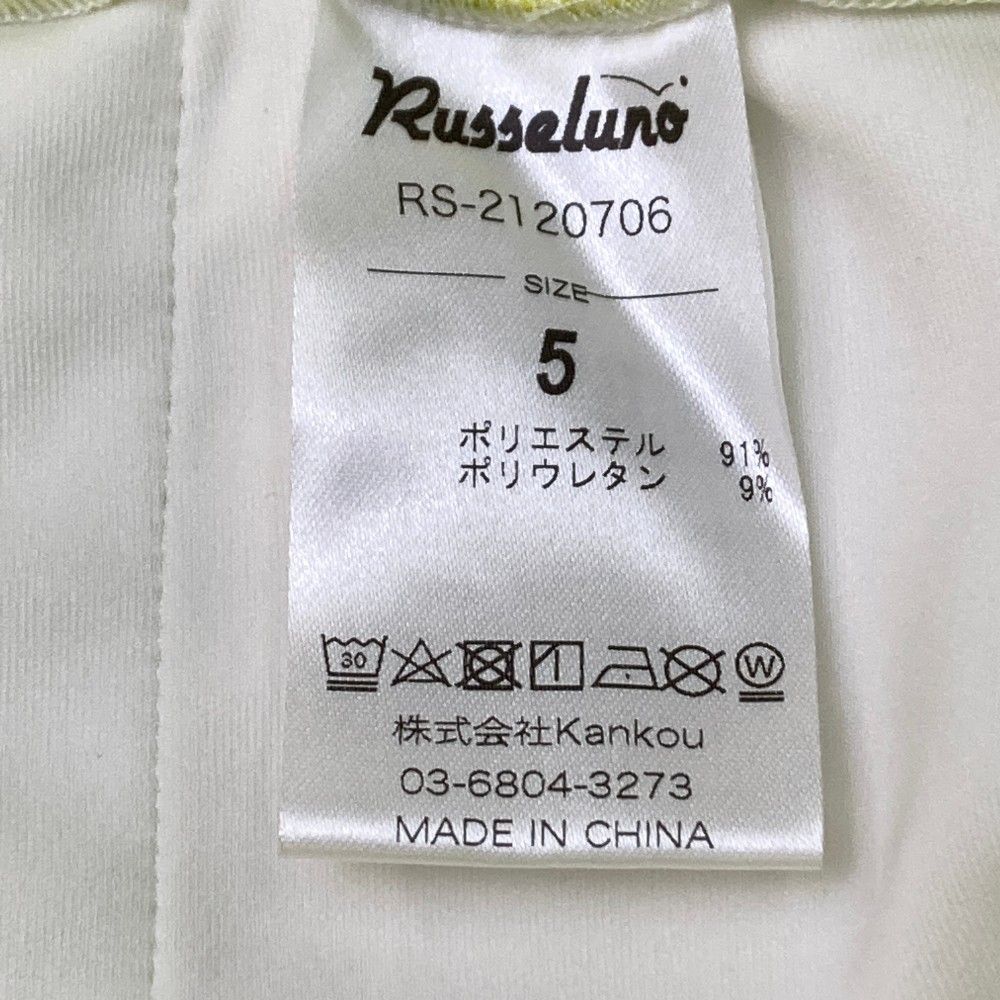 Russeluno
RS-2120706
SIZE
5
ポリエステル 91%
ポリウレタン 9%
30 W
株式会社Kankou
03-6804-3273
MADE IN CHINA